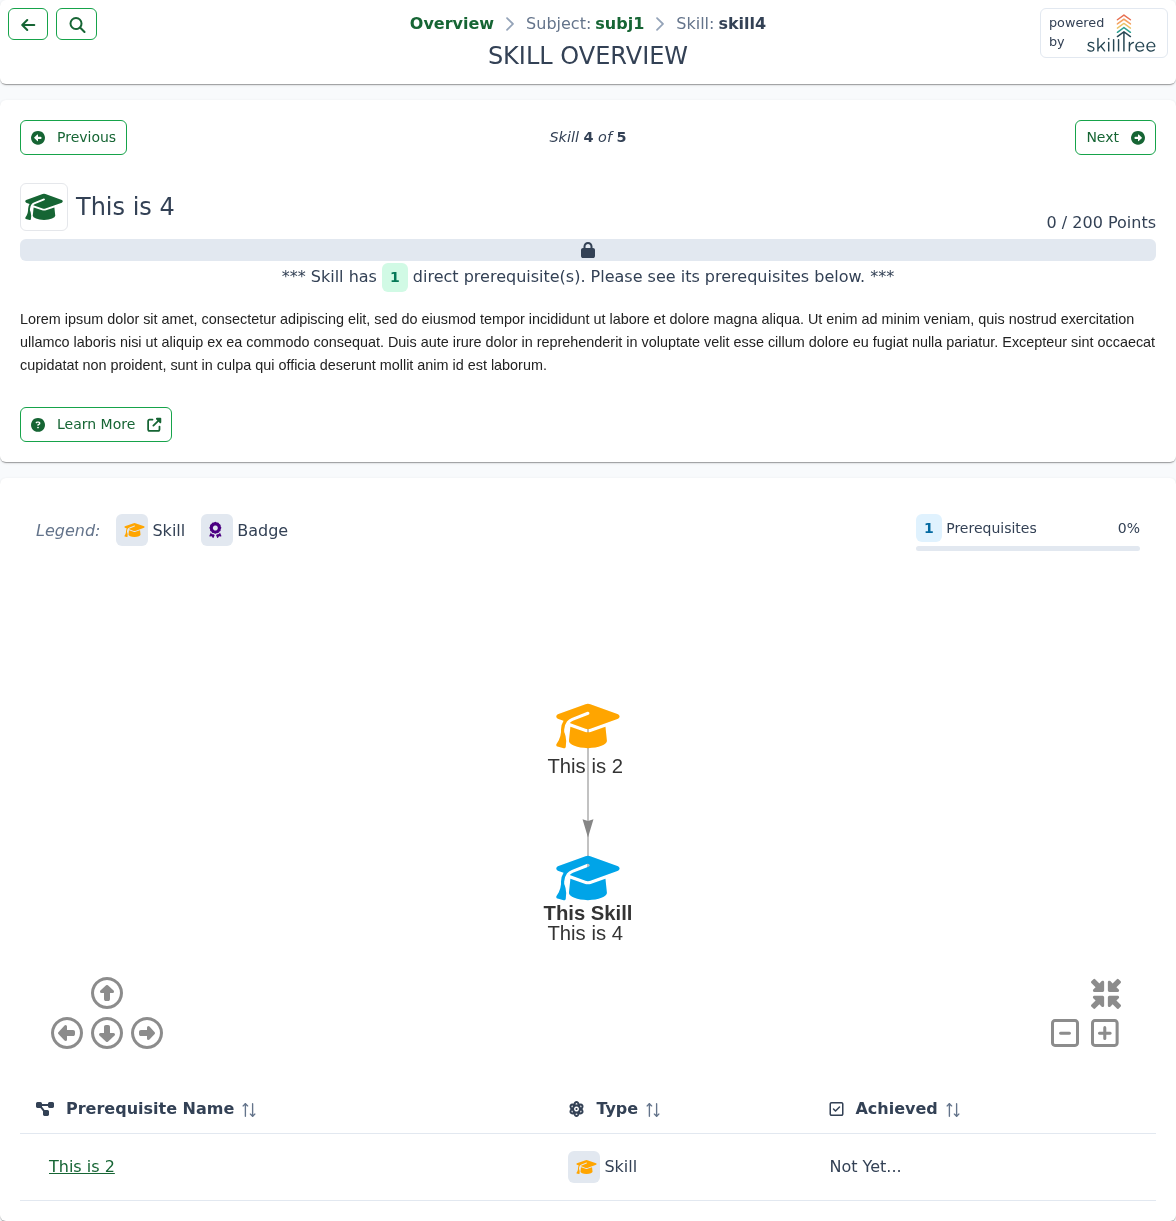 Overview Subject: subj1 Skill: skill4
SKILL OVERVIEW
powered
by skilltree
Previous Skill 4 of 5 Next
This is 4
0 / 200 Points
*** Skill has 1 direct prerequisite(s). Please see its prerequisites below. ***
Lorem ipsum dolor sit amet, consectetur adipiscing elit, sed do eiusmod tempor incididunt ut labore et dolore magna aliqua. Ut enim ad minim veniam, quis nostrud exercitation
ullamco laboris nisi ut aliquip ex ea commodo consequat. Duis aute irure dolor in reprehenderit in voluptate velit esse cillum dolore eu fugiat nulla pariatur. Excepteur sint occaecat
cupidatat non proident, sunt in culpa qui officia deserunt mollit anim id est laborum.
Learn More
Legend: Skill Badge
1 Prerequisites 0%
This is 2
This Skill
This is 4
Prerequisite Name Type Achieved
This is 2 Skill Not Yet...